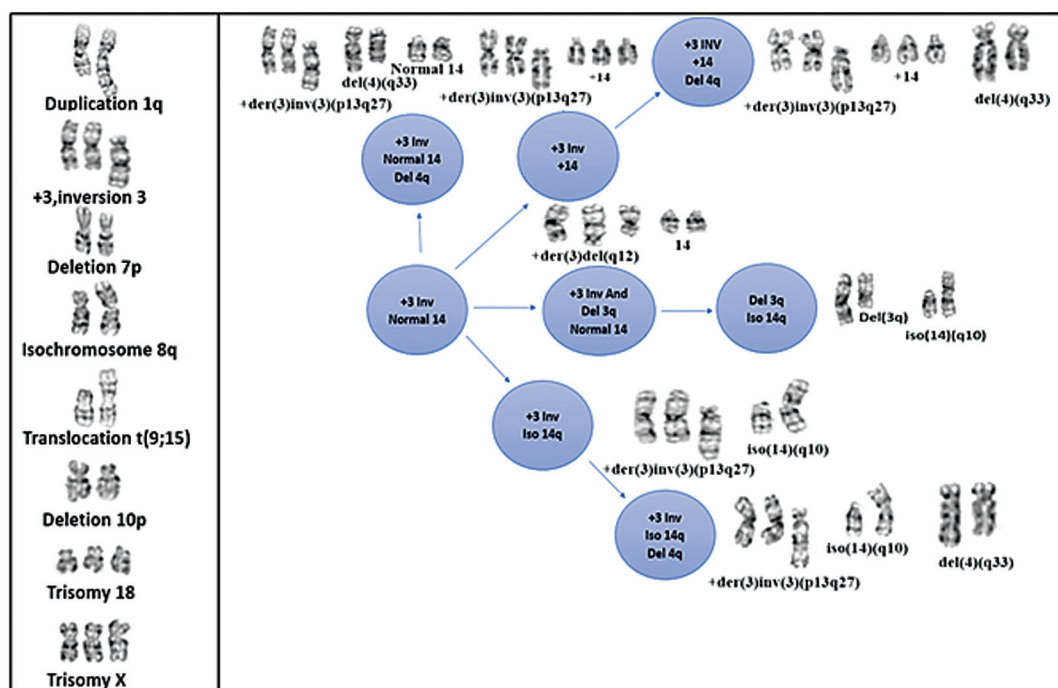 Duplication 1q
+3,inversion 3
Deletion 7p
Isochromosome 8q
Translocation t(9;15)
Deletion 10p
Trisomy 18
Trisomy X
+der(3)inv(3)(p13q27)
del(4)(q33)
Normal 14
+der(3)inv(3)(p13q27)
+14
+3 INV
+14
Del 4q
+der(3)inv(3)(p13q27)
+14
del(4)(q33)
+3 Inv
Normal 14
Del 4q
+3 Inv
+14
+der(3)del(q12)
14
+3 Inv
Normal 14
+3 Inv And
Del 3q
Normal 14
Del 3q
Iso 14q
Del(3q)
iso(14)(q10)
+3 Inv
Iso 14q
+der(3)inv(3)(p13q27)
iso(14)(q10)
+3 Inv
Iso 14q
Del 4q
+der(3)inv(3)(p13q27)
iso(14)(q10)
del(4)(q33)